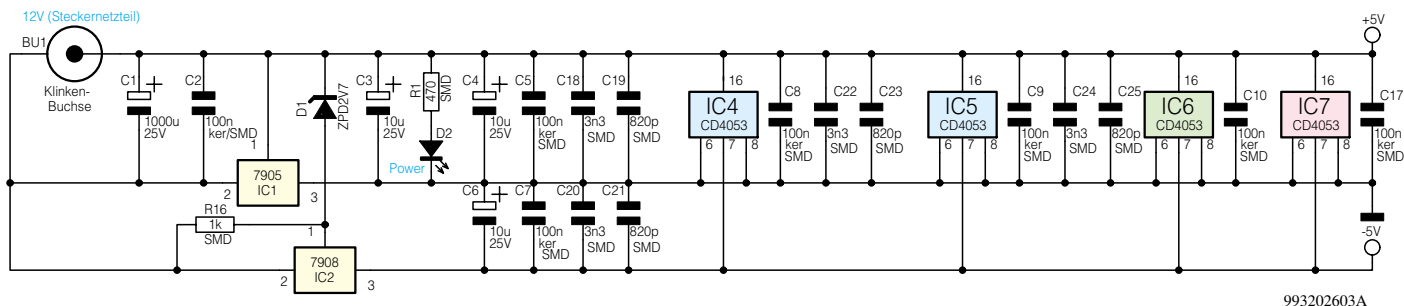 12V (Steckernetzteil)
BU1
Klinken-
Buchse
C1
+
1000u
25V
C2
100n
ker/SMD
1
2
7905
IC1
3
R16
1k
SMD
D1
ZPD2V7
1
2
7908
IC2
3
C3
+
10u
25V
R1
470
SMD
D2
Power
C4
+
10u
25V
C5
100n
ker
SMD
C18
3n3
SMD
C19
820p
SMD
C6
+
10u
25V
C7
100n
ker
SMD
C20
3n3
SMD
C21
820p
SMD
16
IC4
CD4053
6 7 8
C8
100n
ker
SMD
C22
3n3
SMD
C23
820p
SMD
16
IC5
CD4053
6 7 8
C9
100n
ker
SMD
C24
3n3
SMD
C25
820p
SMD
16
IC6
CD4053
6 7 8
C10
100n
ker
SMD
16
IC7
CD4053
6 7 8
C17
100n
ker
SMD
+5V
-5V
993202603A